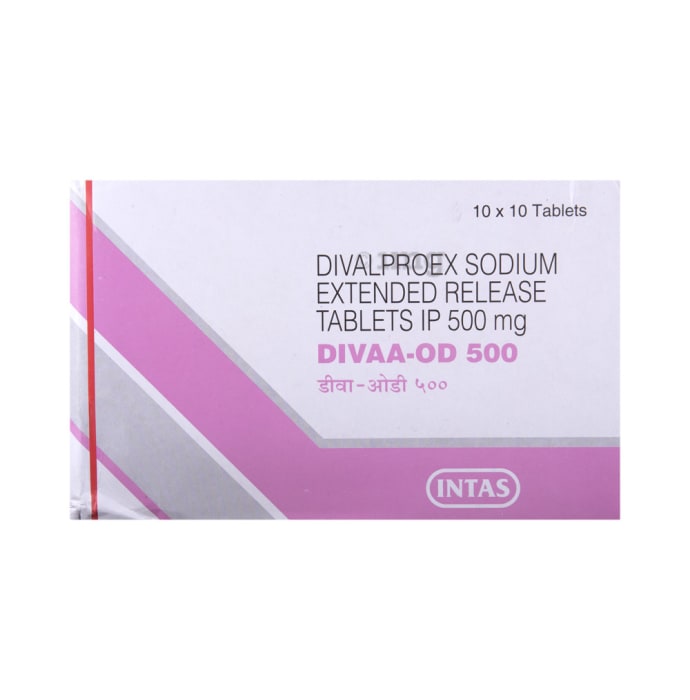 10 x 10 Tablets
DIVALPROEX SODIUM
EXTENDED RELEASE
TABLETS IP 500 mg
DIVAA-OD 500
डीवा-ओडी ५००
INTAS